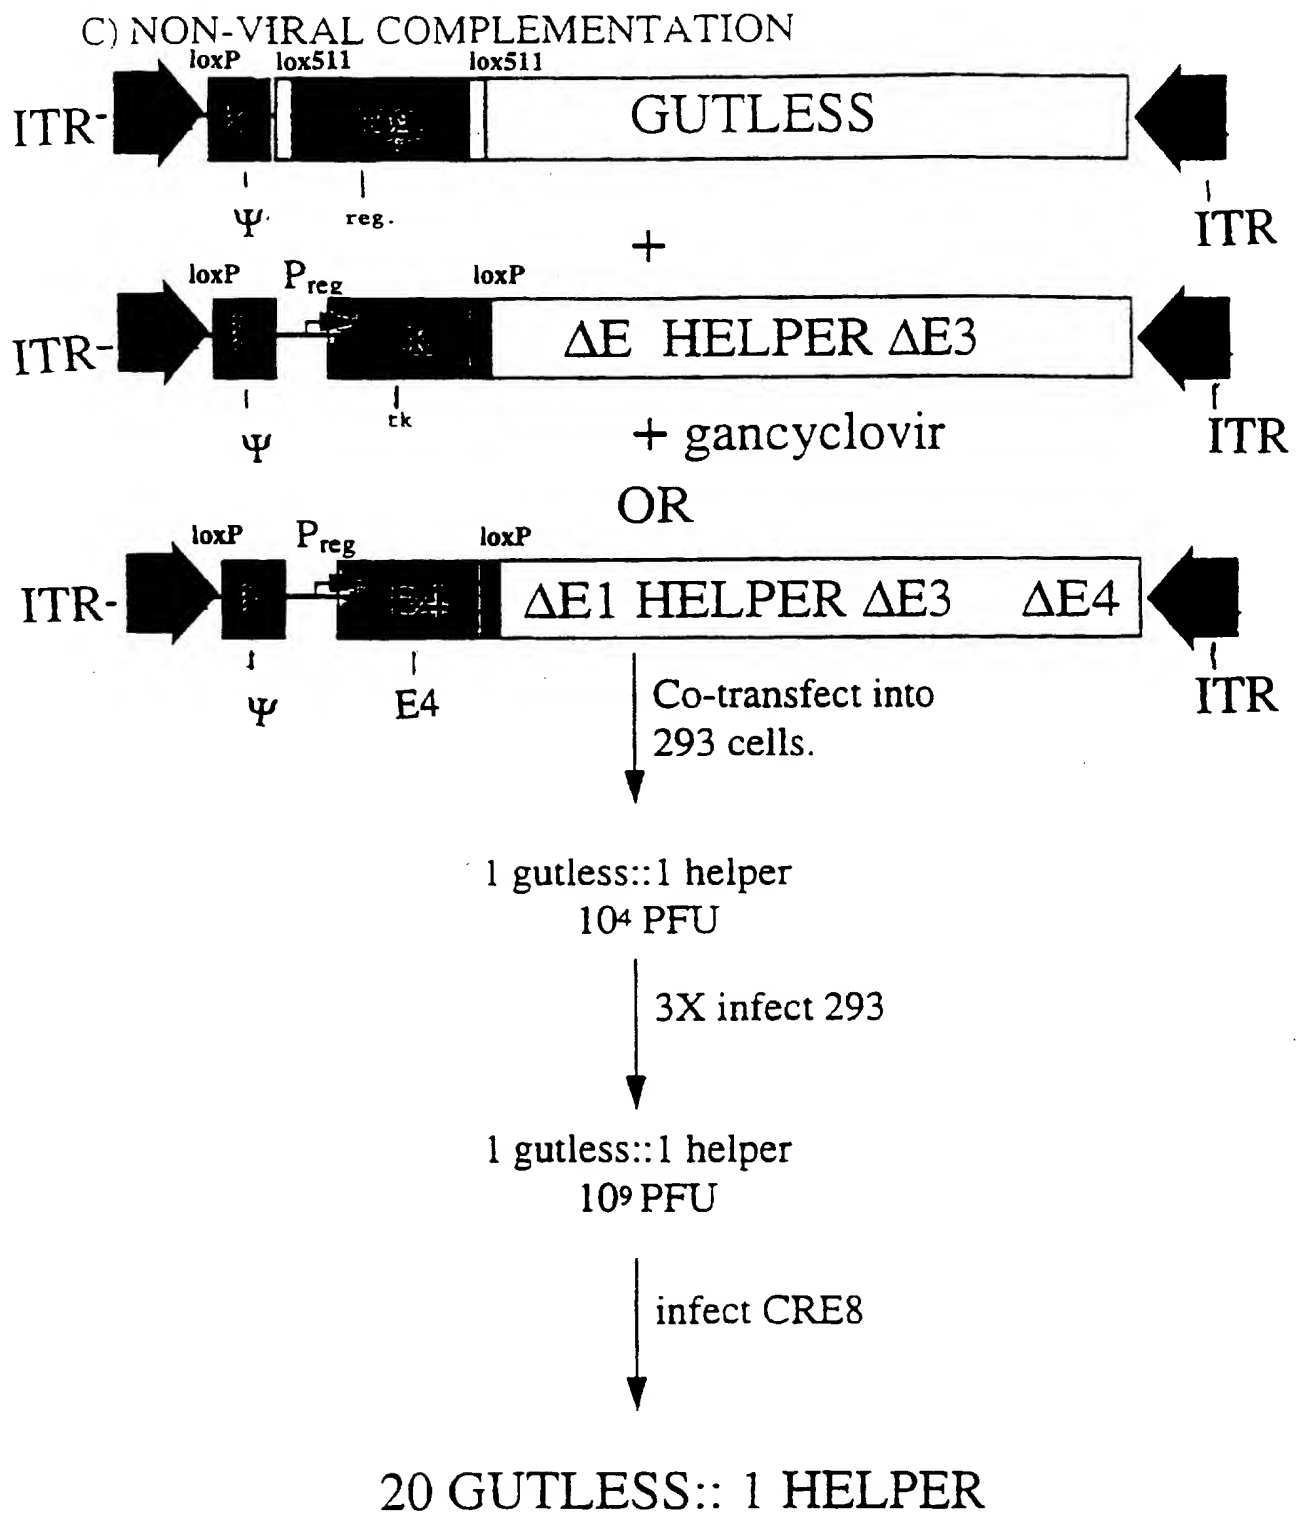 C) NON-VIRAL COMPLEMENTATION
loxP lox511 lox511
ITR- GUTLESS
Ψ reg. ITR
+
loxP Preg loxP
ITR- ΔE HELPER ΔE3
Ψ tk ITR
+ gancyclovir
OR
loxP Preg loxP
ITR- E4 ΔE1 HELPER ΔE3 ΔE4
Ψ E4 ITR
Co-transfect into
293 cells.
1 gutless::1 helper
10⁴ PFU
3X infect 293
1 gutless::1 helper
10⁹ PFU
infect CRE8
20 GUTLESS:: 1 HELPER